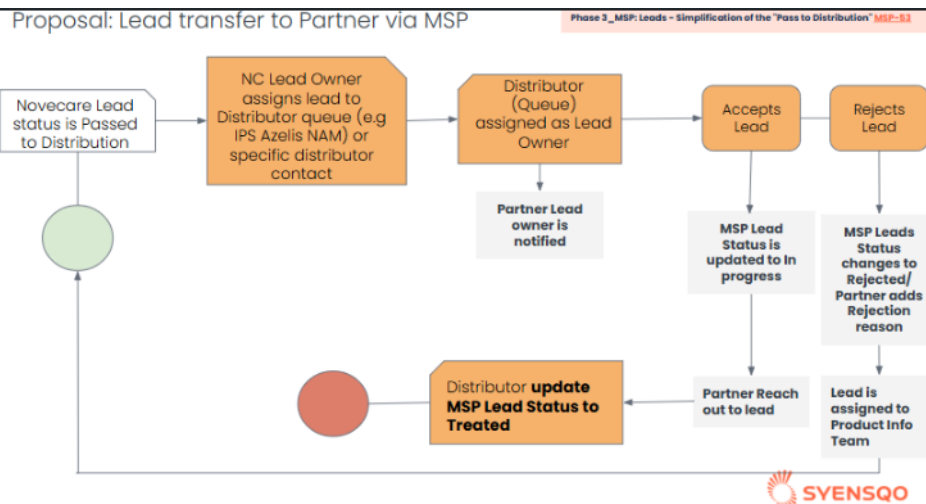 Proposal: Lead transfer to Partner via MSP
Phase 3_MSP: Leads - Simplification of the "Pass to Distribution" MSP-53
Novecare Lead
status is Passed
to Distribution
NC Lead Owner
assigns lead to
Distributor queue (e.g
IPS Azelis NAM) or
specific distributor
contact
Distributor
(Queue)
assigned as Lead
Owner
Accepts
Lead
Rejects
Lead
Partner Lead
owner is
notified
MSP Lead
Status is
updated to In
progress
MSP Leads
Status
changes to
Rejected/
Partner adds
Rejection
reason
Distributor update
MSP Lead Status to
Treated
Partner Reach
out to lead
Lead is
assigned to
Product Info
Team
SYENSQO